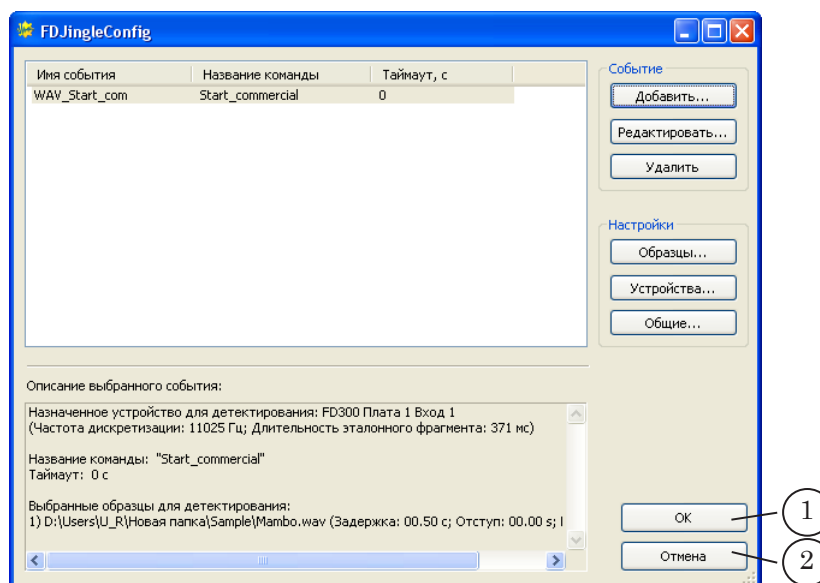 FDJingleConfig
Имя события Название команды Таймаут, с
WAV_Start_com Start_commercial 0
Событие
Добавить...
Редактировать...
Удалить
Настройки
Образцы...
Устройства...
Общие...
Описание выбранного события:
Назначенное устройство для детектирования: FD300 Плата 1 Вход 1
(Частота дискретизации: 11025 Гц; Длительность эталонного фрагмента: 371 мс)
Название команды: "Start_commercial"
Таймаут: 0 с
Выбранные образцы для детектирования:
1) D:\Users\U_R\Новая папка\Sample\Mambo.wav (Задержка: 00.50 с; Отступ: 00.00 s;
OK
1
Отмена
2